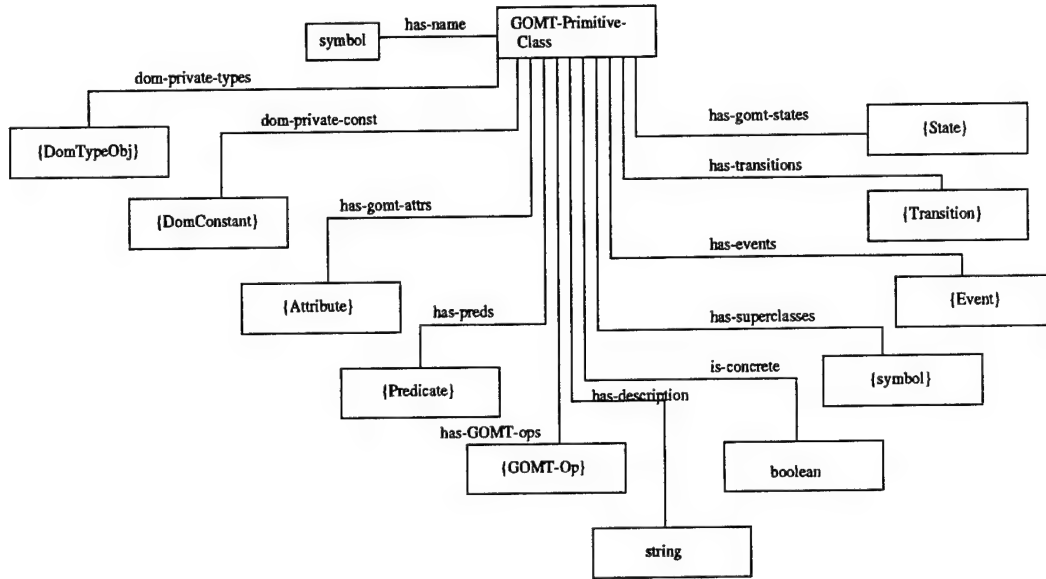 has-name
GOMT-Primitive-
Class
symbol
dom-private-types
dom-private-const
has-gomt-states
{State}
{DomTypeObj}
has-transitions
{DomConstant}
has-gomt-attrs
{Transition}
has-events
{Attribute}
{Event}
has-preds
has-superclasses
is-concrete
{symbol}
{Predicate}
has-description
has-GOMT-ops
{GOMT-Op}
boolean
string